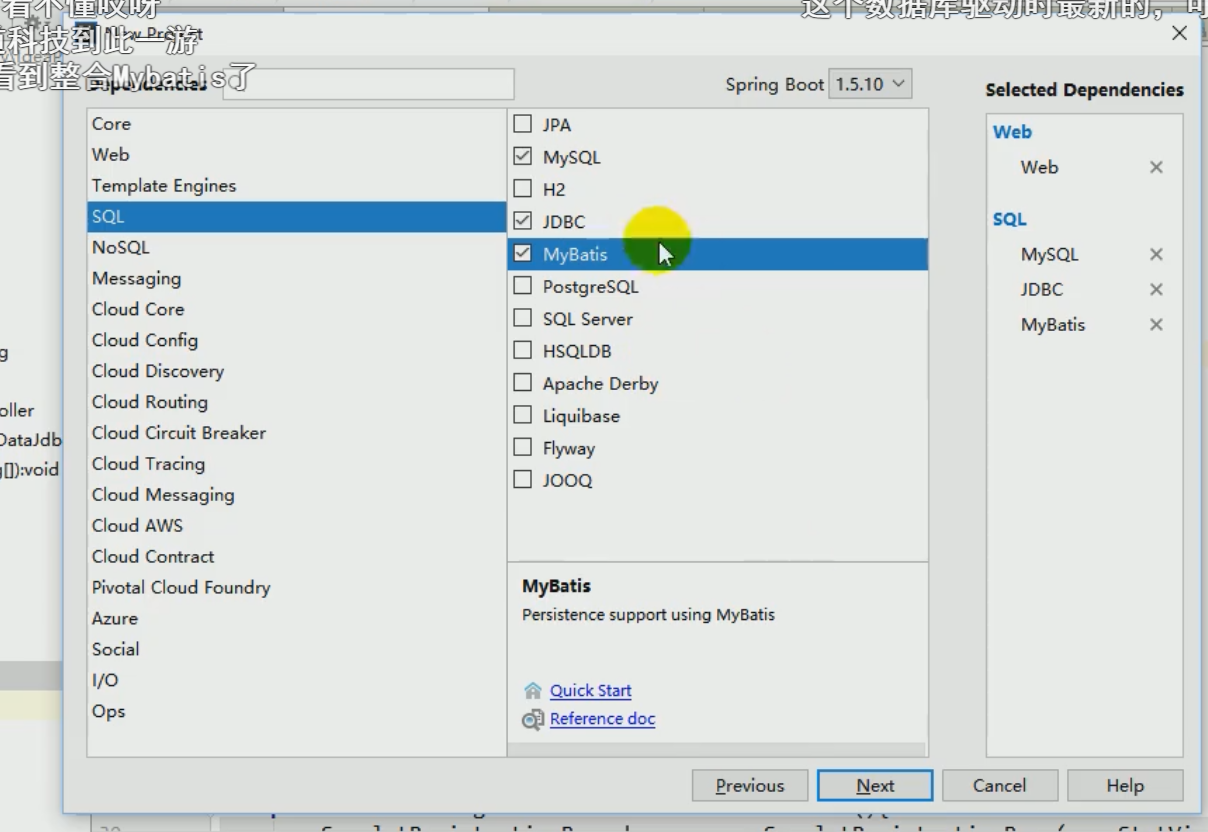 看不懂哎呀
这个数据库驱动时最新的，可
New Project
科技到此一游
看到整合Mybatis了
Dependencies
Spring Boot 1.5.10
Selected Dependencies
Core
Web
Template Engines
SQL
NoSQL
Messaging
Cloud Core
Cloud Config
Cloud Discovery
Cloud Routing
Cloud Circuit Breaker
Cloud Tracing
Cloud Messaging
Cloud AWS
Cloud Contract
Pivotal Cloud Foundry
Azure
Social
I/O
Ops
JPA
MySQL
H2
JDBC
MyBatis
PostgreSQL
SQL Server
HSQLDB
Apache Derby
Liquibase
Flyway
JOOQ
MyBatis
Persistence support using MyBatis
Quick Start
Reference doc
Web
Web
SQL
MySQL
JDBC
MyBatis
Previous
Next
Cancel
Help
g
oller
DataJdb
g[]):void